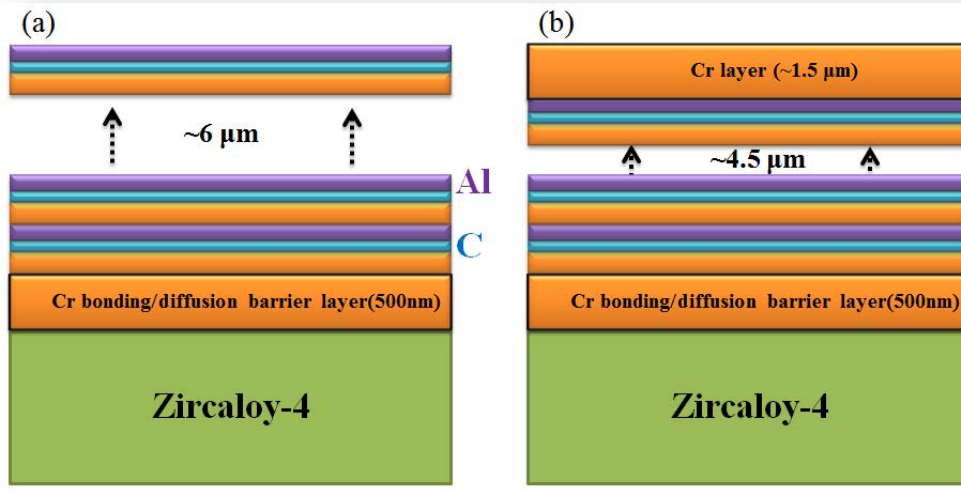 (a)
~6 μm
Al
C
Cr bonding/diffusion barrier layer(500nm)
Zircaloy-4
(b)
Cr layer (~1.5 μm)
~4.5 μm
Cr bonding/diffusion barrier layer(500nm)
Zircaloy-4